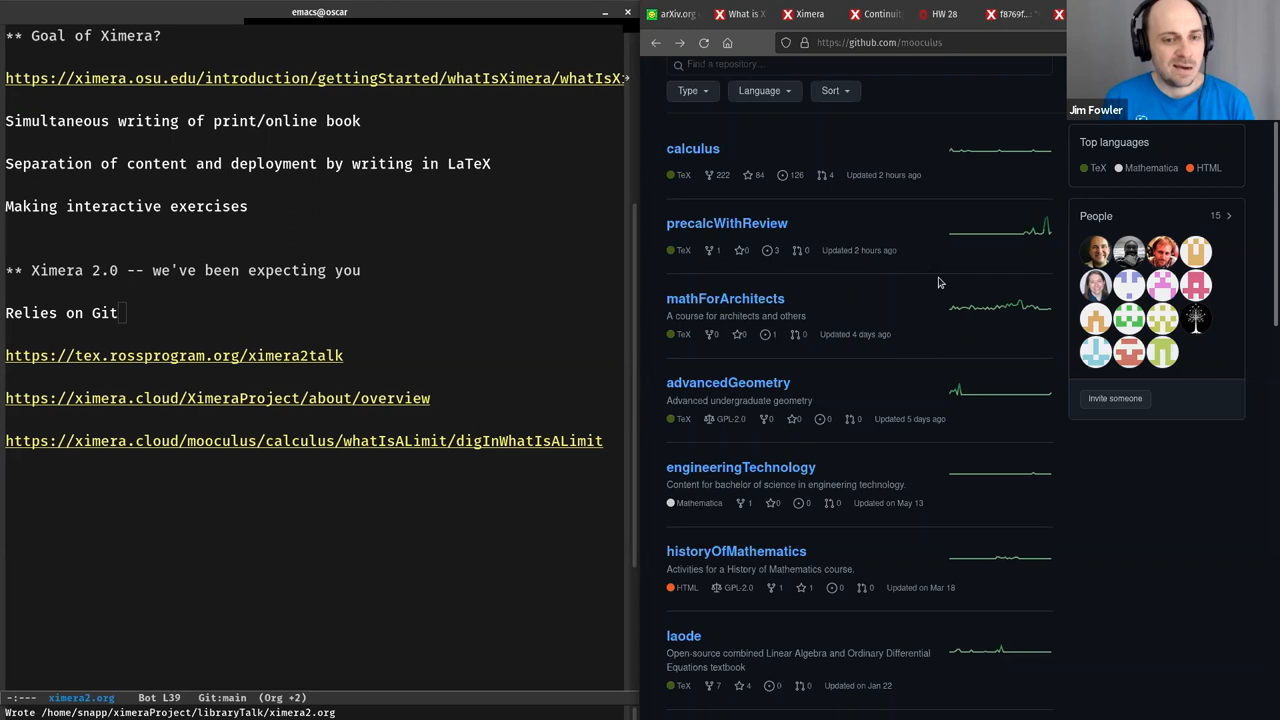 emacs@oscar
** Goal of Ximera?
https://ximera.osu.edu/introduction/gettingStarted/whatIsXimera/whatIsX
Simultaneous writing of print/online book
Separation of content and deployment by writing in LaTeX
Making interactive exercises
** Ximera 2.0 -- we've been expecting you
Relies on Git
https://tex.rossprogram.org/ximera2talk
https://ximera.cloud/XimeraProject/about/overview
https://ximera.cloud/mooculus/calculus/whatIsALimit/digInWhatIsALimit
-:--- ximera2.org Bot L39 Git:main (Org +2)
Wrote /home/snapp/ximeraProject/libraryTalk/ximera2.org
arXiv.org What is X Ximera Continuit HW 28 f8769f...
https://github.com/mooculus
Find a repository...
Type Language Sort
calculus
TeX 222 84 126 4 Updated 2 hours ago
precalcWithReview
TeX 1 0 3 0 Updated 2 hours ago
mathForArchitects
A course for architects and others
TeX 0 0 1 0 Updated 4 days ago
advancedGeometry
Advanced undergraduate geometry
TeX GPL-2.0 0 0 0 0 Updated 5 days ago
engineeringTechnology
Content for bachelor of science in engineering technology.
Mathematica 1 0 0 0 Updated on May 13
historyOfMathematics
Activities for a History of Mathematics course.
HTML GPL-2.0 1 1 0 0 Updated on Mar 18
laode
Open-source combined Linear Algebra and Ordinary Differential
Equations textbook
TeX 7 4 0 0 Updated on Jan 22
Jim Fowler
Top languages
TeX Mathematica HTML
People 15
Invite someone